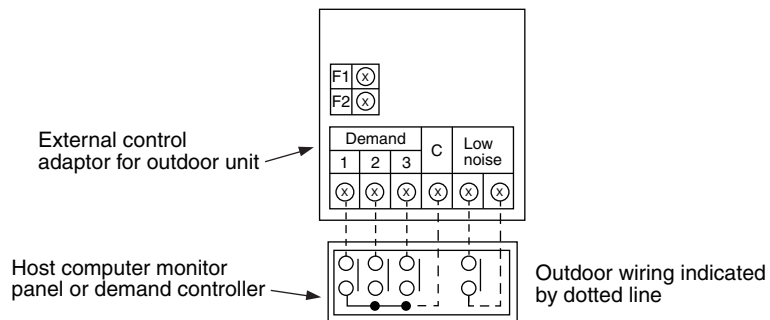 F1 X
F2 X
External control
adaptor for outdoor unit
Demand
C
Low
noise
1 2 3
X X X X X X
Host computer monitor
panel or demand controller
Outdoor wiring indicated
by dotted line